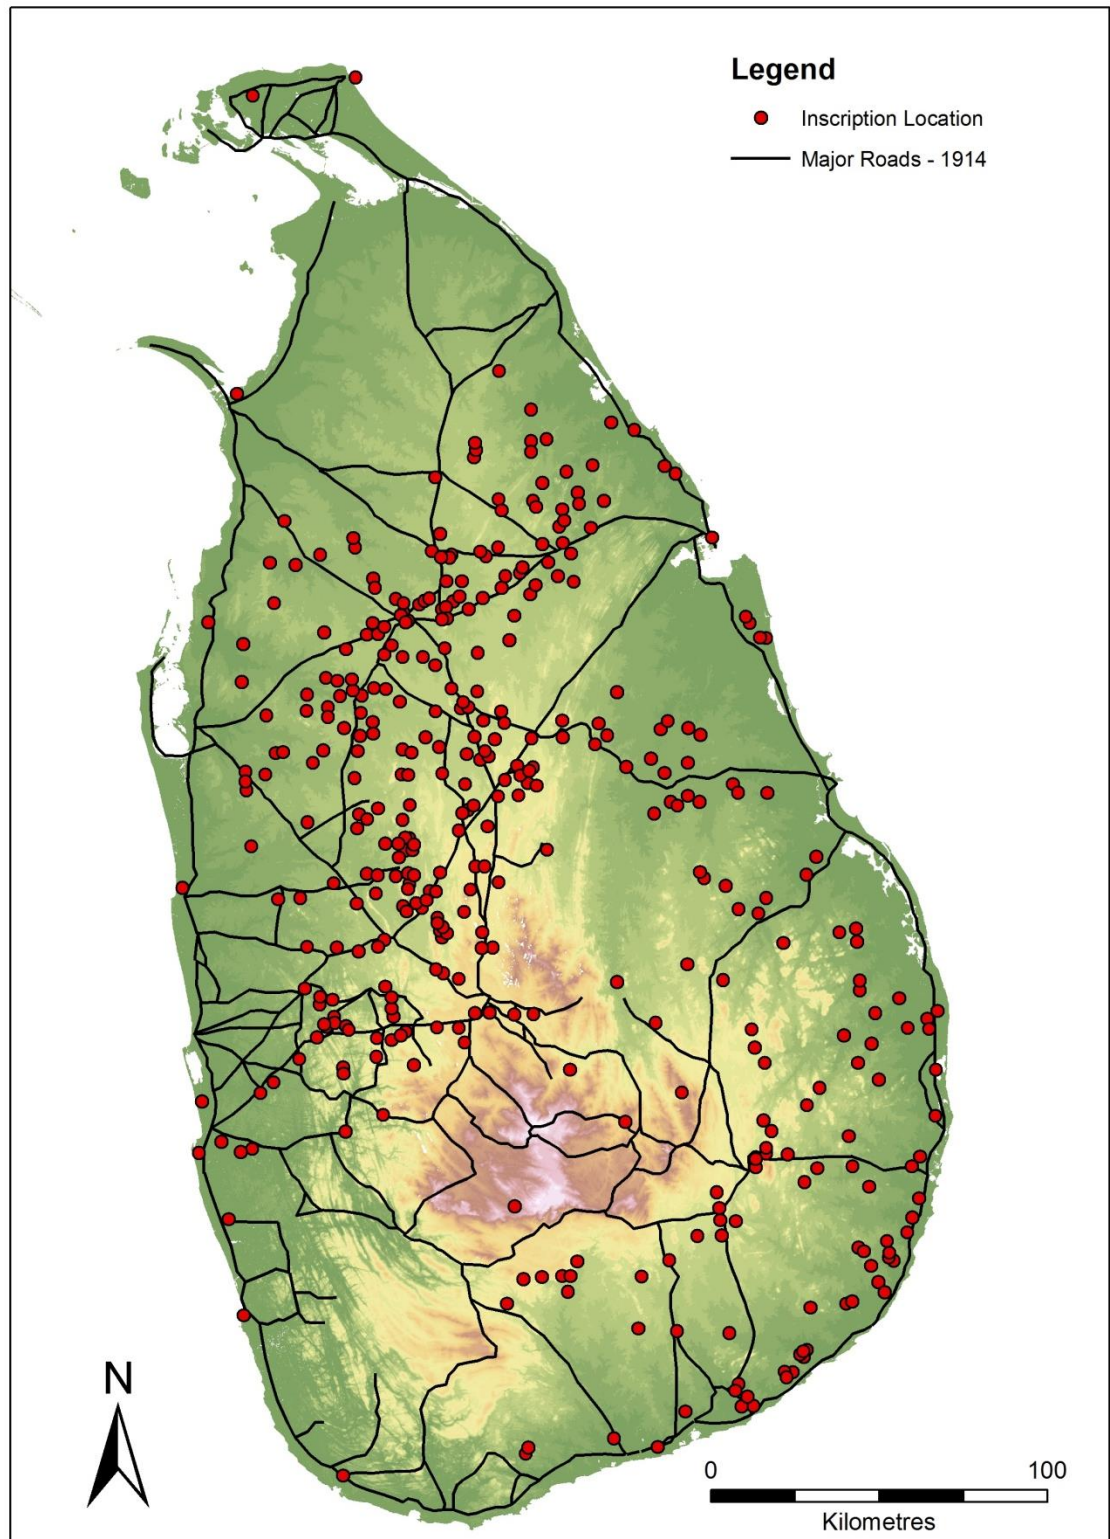 Legend
Inscription Location
Major Roads - 1914
N
0 100
Kilometres